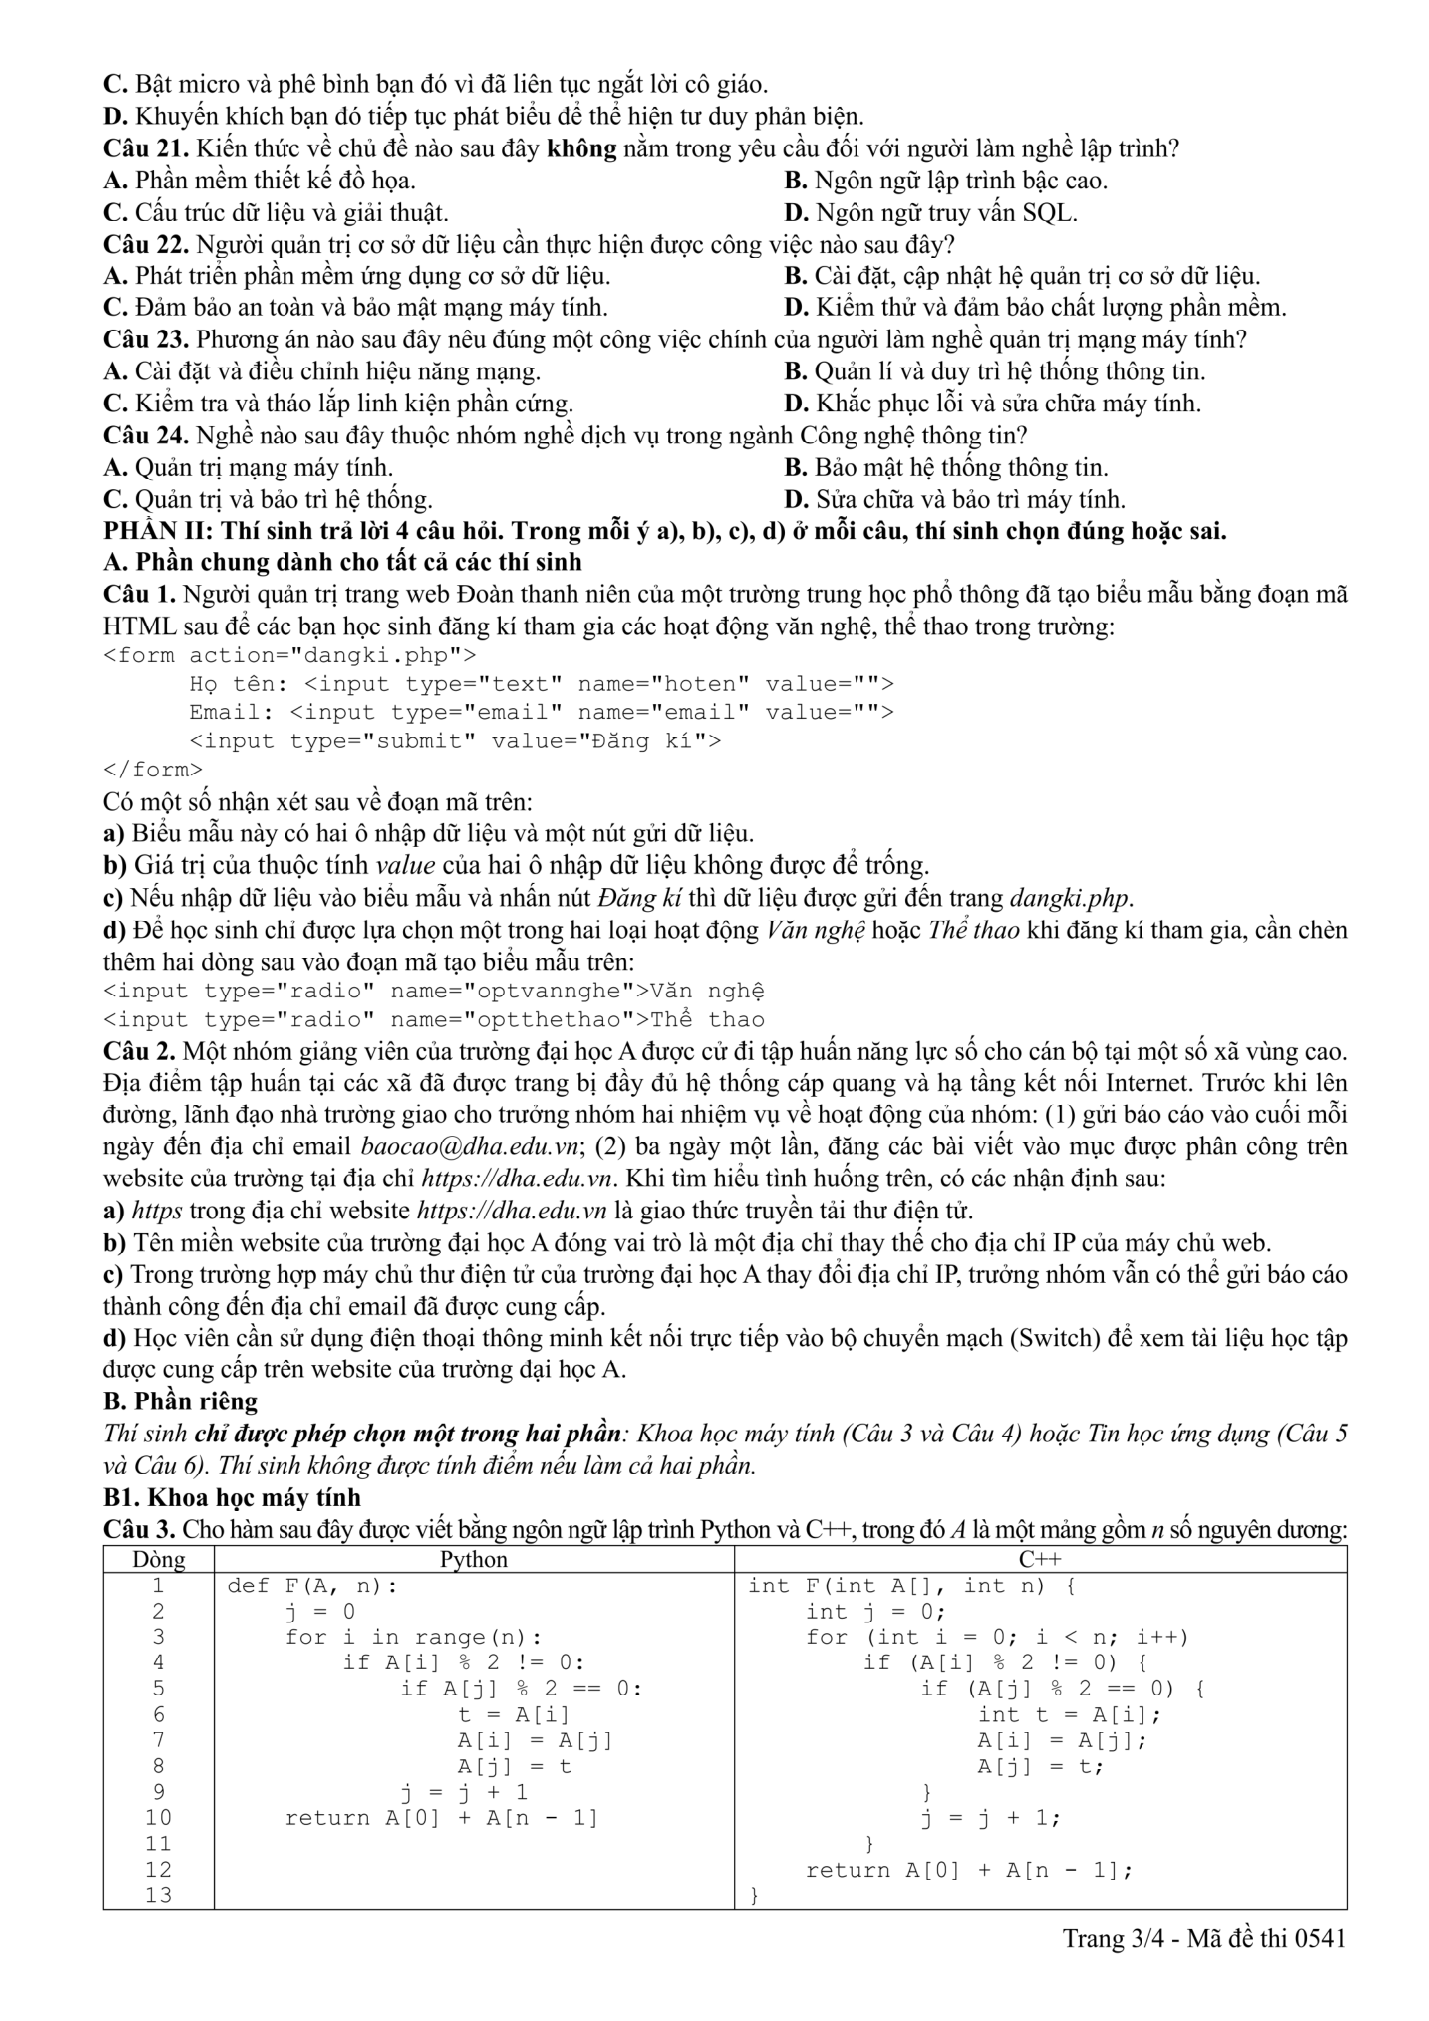 C. Bật micro và phê bình bạn đó vì đã liên tục ngắt lời cô giáo.
D. Khuyến khích bạn đó tiếp tục phát biểu để thể hiện tư duy phản biện.
Câu 21. Kiến thức về chủ đề nào sau đây không nằm trong yêu cầu đối với người làm nghề lập trình?
A. Phần mềm thiết kế đồ họa. B. Ngôn ngữ lập trình bậc cao.
C. Cấu trúc dữ liệu và giải thuật. D. Ngôn ngữ truy vấn SQL.
Câu 22. Người quản trị cơ sở dữ liệu cần thực hiện được công việc nào sau đây?
A. Phát triển phần mềm ứng dụng cơ sở dữ liệu. B. Cài đặt, cập nhật hệ quản trị cơ sở dữ liệu.
C. Đảm bảo an toàn và bảo mật mạng máy tính. D. Kiểm thử và đảm bảo chất lượng phần mềm.
Câu 23. Phương án nào sau đây nêu đúng một công việc chính của người làm nghề quản trị mạng máy tính?
A. Cài đặt và điều chỉnh hiệu năng mạng. B. Quản lí và duy trì hệ thống thông tin.
C. Kiểm tra và tháo lắp linh kiện phần cứng. D. Khắc phục lỗi và sửa chữa máy tính.
Câu 24. Nghề nào sau đây thuộc nhóm nghề dịch vụ trong ngành Công nghệ thông tin?
A. Quản trị mạng máy tính. B. Bảo mật hệ thống thông tin.
C. Quản trị và bảo trì hệ thống. D. Sửa chữa và bảo trì máy tính.
PHẦN II: Thí sinh trả lời 4 câu hỏi. Trong mỗi ý a), b), c), d) ở mỗi câu, thí sinh chọn đúng hoặc sai.
A. Phần chung dành cho tất cả các thí sinh
Câu 1. Người quản trị trang web Đoàn thanh niên của một trường trung học phổ thông đã tạo biểu mẫu bằng đoạn mã
HTML sau để các bạn học sinh đăng kí tham gia các hoạt động văn nghệ, thể thao trong trường:
<form action="dangki.php">
Họ tên: <input type="text" name="hoten" value="">
Email: <input type="email" name="email" value="">
<input type="submit" value="Đăng kí">
</form>
Có một số nhận xét sau về đoạn mã trên:
a) Biểu mẫu này có hai ô nhập dữ liệu và một nút gửi dữ liệu.
b) Giá trị của thuộc tính value của hai ô nhập dữ liệu không được để trống.
c) Nếu nhập dữ liệu vào biểu mẫu và nhấn nút Đăng kí thì dữ liệu được gửi đến trang dangki.php.
d) Để học sinh chỉ được lựa chọn một trong hai loại hoạt động Văn nghệ hoặc Thể thao khi đăng kí tham gia, cần chèn
thêm hai dòng sau vào đoạn mã tạo biểu mẫu trên:
<input type="radio" name="optvannghe">Văn nghệ
<input type="radio" name="optthethao">Thể thao
Câu 2. Một nhóm giảng viên của trường đại học A được cử đi tập huấn năng lực số cho cán bộ tại một số xã vùng cao.
Địa điểm tập huấn tại các xã đã được trang bị đầy đủ hệ thống cáp quang và hạ tầng kết nối Internet. Trước khi lên
đường, lãnh đạo nhà trường giao cho trưởng nhóm hai nhiệm vụ về hoạt động của nhóm: (1) gửi báo cáo vào cuối mỗi
ngày đến địa chỉ email baocao@dha.edu.vn; (2) ba ngày một lần, đăng các bài viết vào mục được phân công trên
website của trường tại địa chỉ https://dha.edu.vn. Khi tìm hiểu tình huống trên, có các nhận định sau:
a) https trong địa chỉ website https://dha.edu.vn là giao thức truyền tải thư điện tử.
b) Tên miền website của trường đại học A đóng vai trò là một địa chỉ thay thế cho địa chỉ IP của máy chủ web.
c) Trong trường hợp máy chủ thư điện tử của trường đại học A thay đổi địa chỉ IP, trưởng nhóm vẫn có thể gửi báo cáo
thành công đến địa chỉ email đã được cung cấp.
d) Học viên cần sử dụng điện thoại thông minh kết nối trực tiếp vào bộ chuyển mạch (Switch) để xem tài liệu học tập
được cung cấp trên website của trường đại học A.
B. Phần riêng
Thí sinh chỉ được phép chọn một trong hai phần: Khoa học máy tính (Câu 3 và Câu 4) hoặc Tin học ứng dụng (Câu 5
và Câu 6). Thí sinh không được tính điểm nếu làm cả hai phần.
B1. Khoa học máy tính
Câu 3. Cho hàm sau đây được viết bằng ngôn ngữ lập trình Python và C++, trong đó A là một mảng gồm n số nguyên dương:
Dòng Python C++
1 def F(A, n): int F(int A[], int n) {
2 j = 0 int j = 0;
3 for i in range(n): for (int i = 0; i < n; i++)
4 if A[i] % 2 != 0: if (A[i] % 2 != 0) {
5 if A[j] % 2 == 0: if (A[j] % 2 == 0) {
6 t = A[i] int t = A[i];
7 A[i] = A[j] A[i] = A[j];
8 A[j] = t A[j] = t;
9 j = j + 1 }
10 return A[0] + A[n - 1] j = j + 1;
11 }
12 return A[0] + A[n - 1];
13 }
Trang 3/4 - Mã đề thi 0541